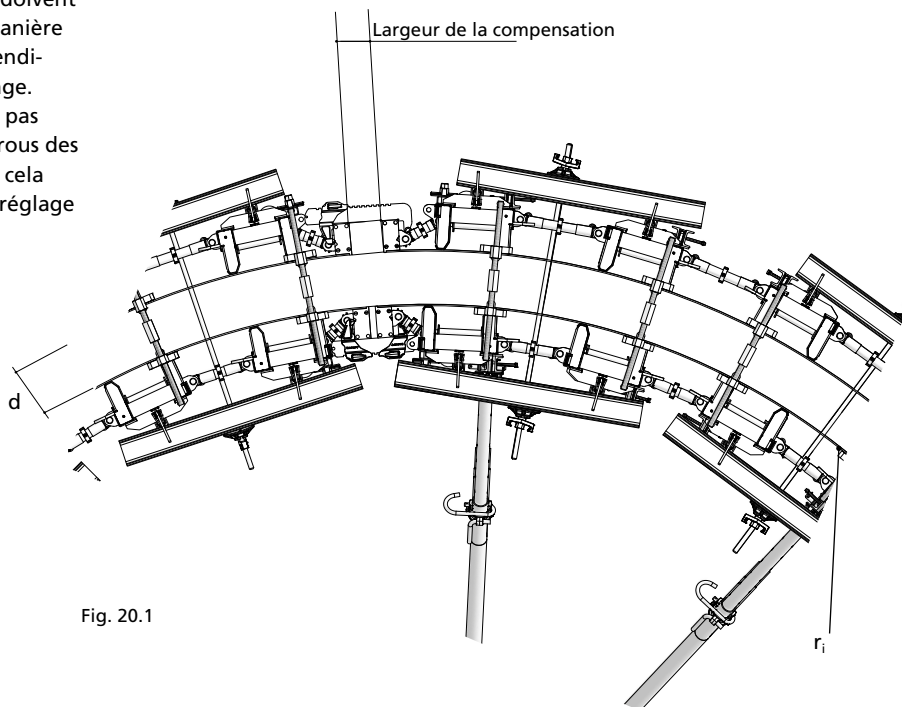 doivent
anière
endi-
age.
pas
rous des
cela
réglage
Largeur de la compensation
d
Fig. 20.1
ri